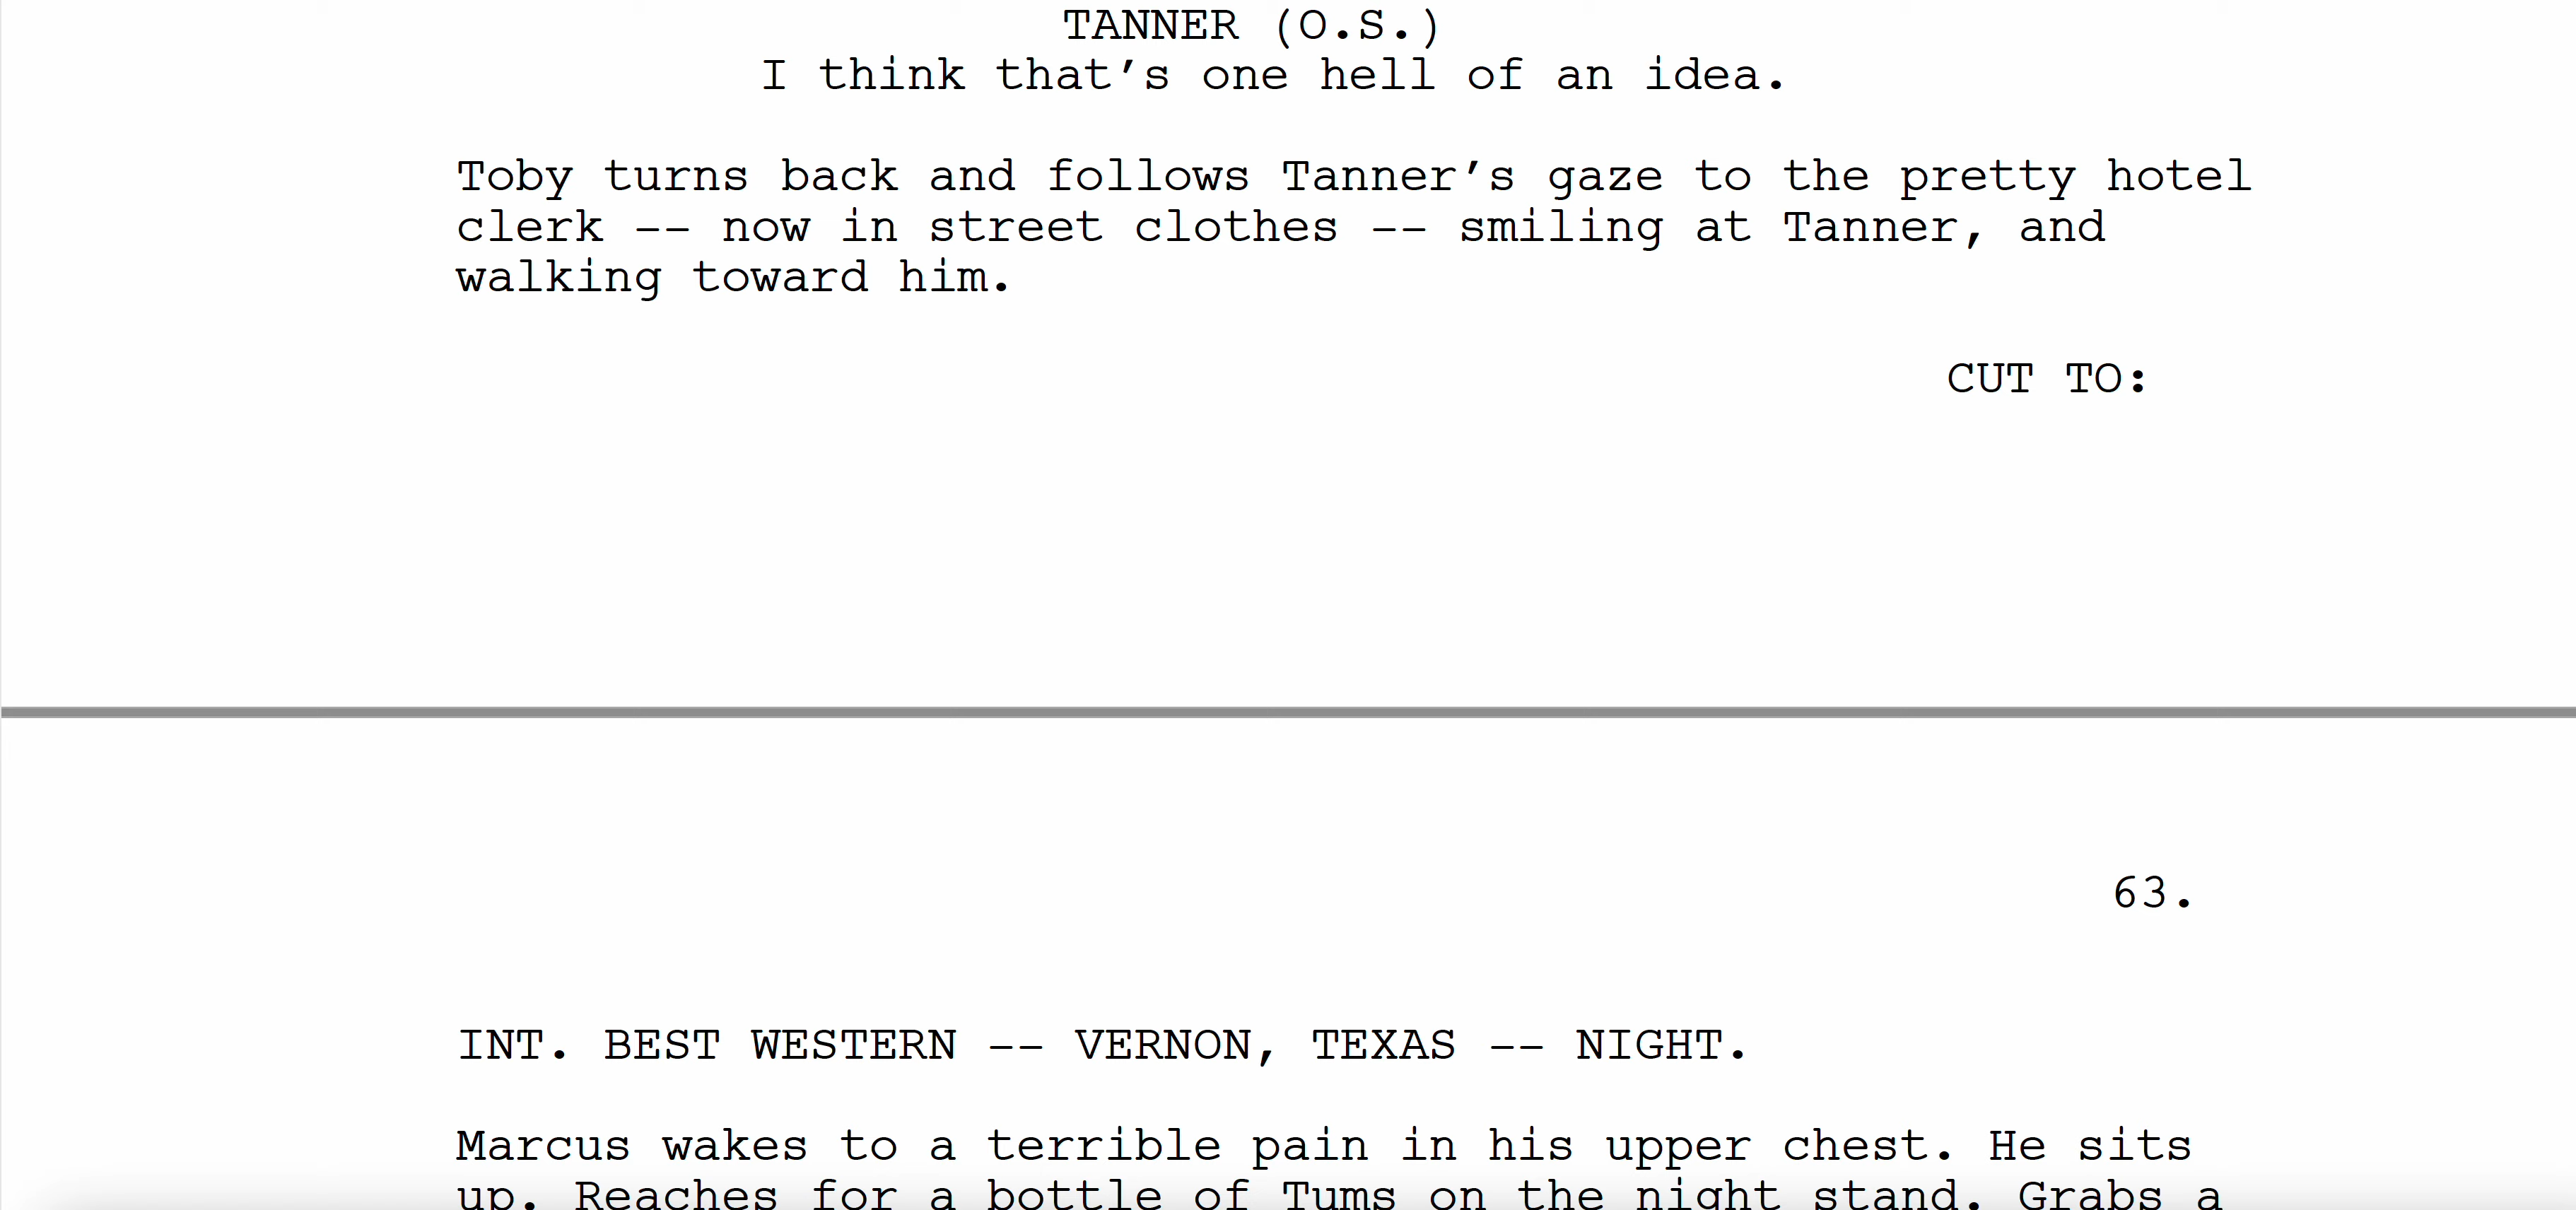 TANNER (O.S.)
I think that’s one hell of an idea.
Toby turns back and follows Tanner’s gaze to the pretty hotel
clerk -- now in street clothes -- smiling at Tanner, and
walking toward him.
CUT TO:
63.
INT. BEST WESTERN -- VERNON, TEXAS -- NIGHT.
Marcus wakes to a terrible pain in his upper chest. He sits
up. Reaches for a bottle of Tums on the night stand. Grabs a